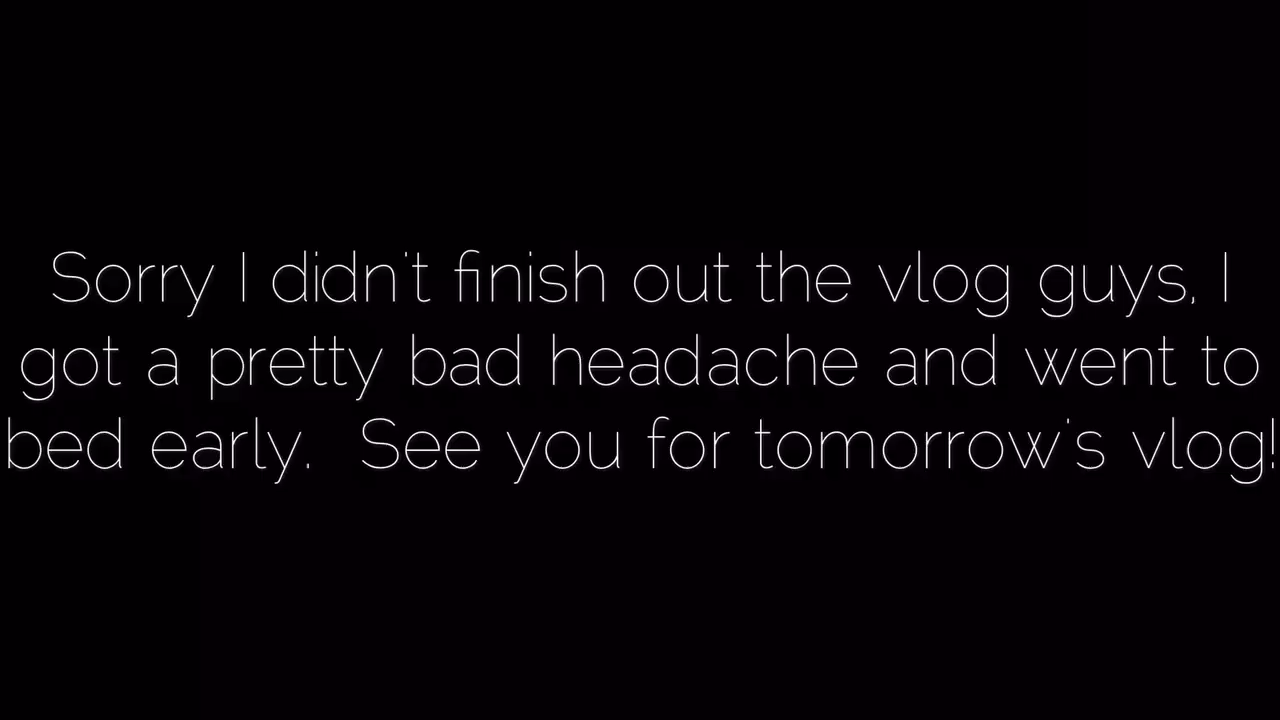 Sorry I didn't finish out the vlog guys, I
got a pretty bad headache and went to
bed early.  See you for tomorrow's vlog!